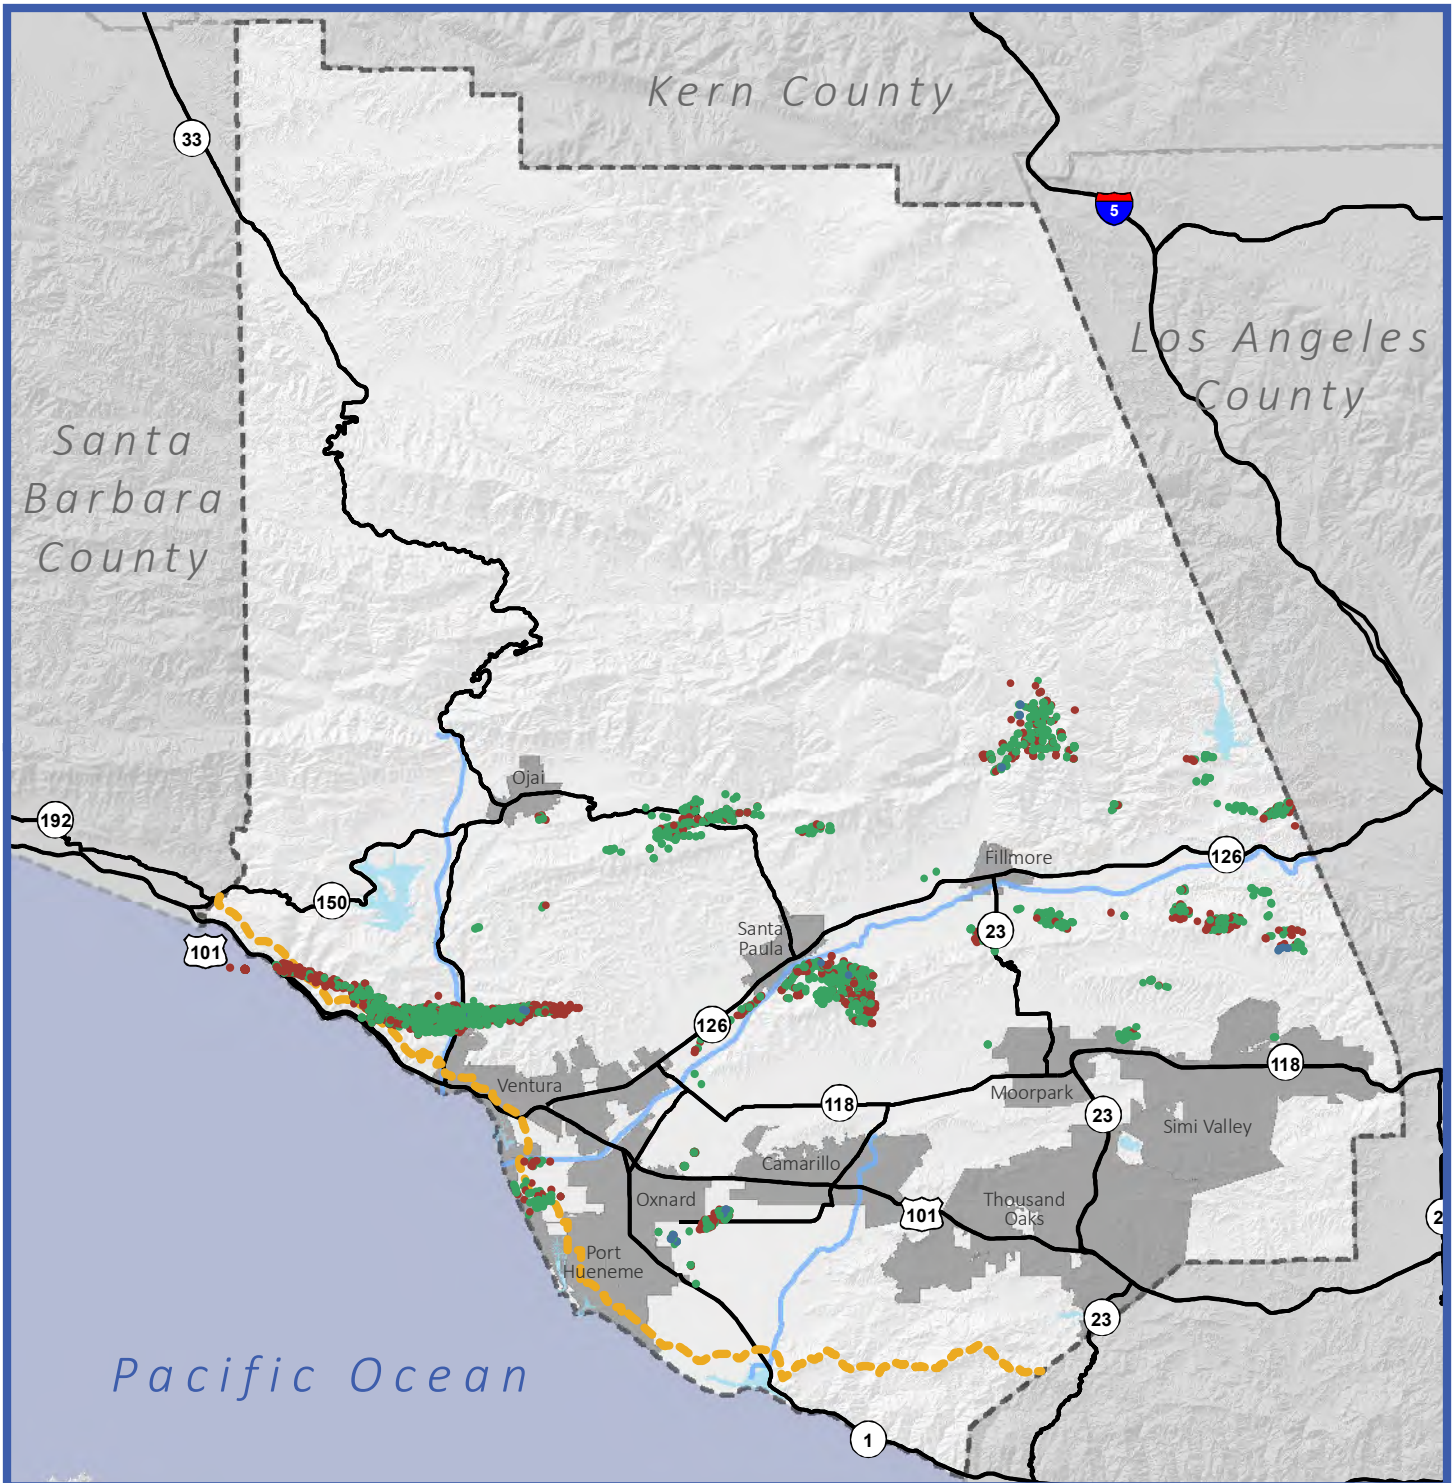 Kern County
33
5
Los Angeles
County
Santa
Barbara
County
Ojai
192
Fillmore
126
150
23
Santa
Paula
101
126
118
Ventura
Moorpark
118
23
Simi Valley
Camarillo
Oxnard
Thousand
Oaks
101
2
Port
Hueneme
23
Pacific Ocean
1